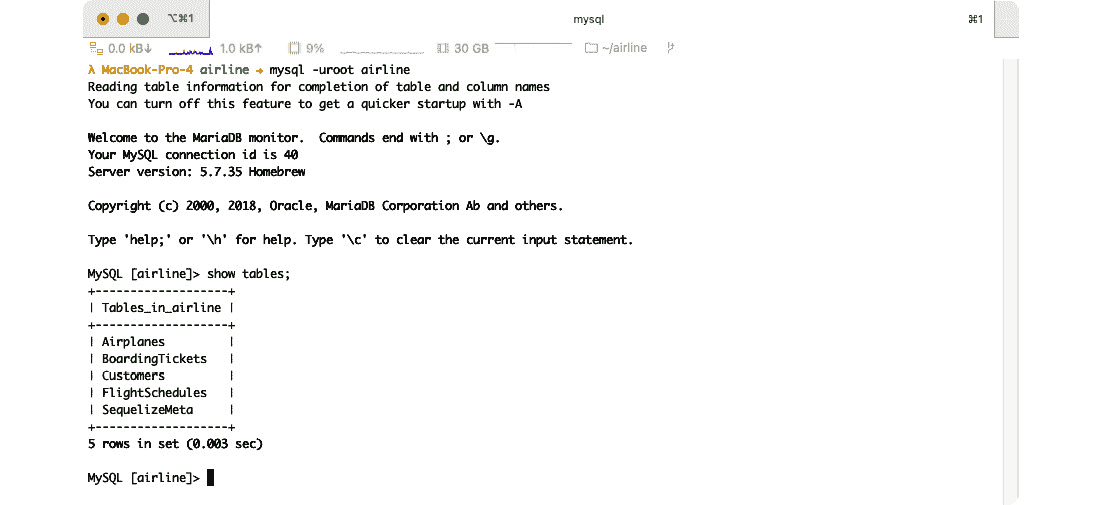 ⌥⌘1 mysql ⌘1
0.0 kB↓ 1.0 kB↑ 9% 30 GB ~/airline
λ MacBook-Pro-4 airline → mysql -uroot airline
Reading table information for completion of table and column names
You can turn off this feature to get a quicker startup with -A
Welcome to the MariaDB monitor.  Commands end with ; or \g.
Your MySQL connection id is 40
Server version: 5.7.35 Homebrew
Copyright (c) 2000, 2018, Oracle, MariaDB Corporation Ab and others.
Type 'help;' or '\h' for help. Type '\c' to clear the current input statement.
MySQL [airline]> show tables;
+-------------------+
| Tables_in_airline |
+-------------------+
| Airplanes         |
| BoardingTickets   |
| Customers         |
| FlightSchedules   |
| SequelizeMeta     |
+-------------------+
5 rows in set (0.003 sec)
MySQL [airline]>